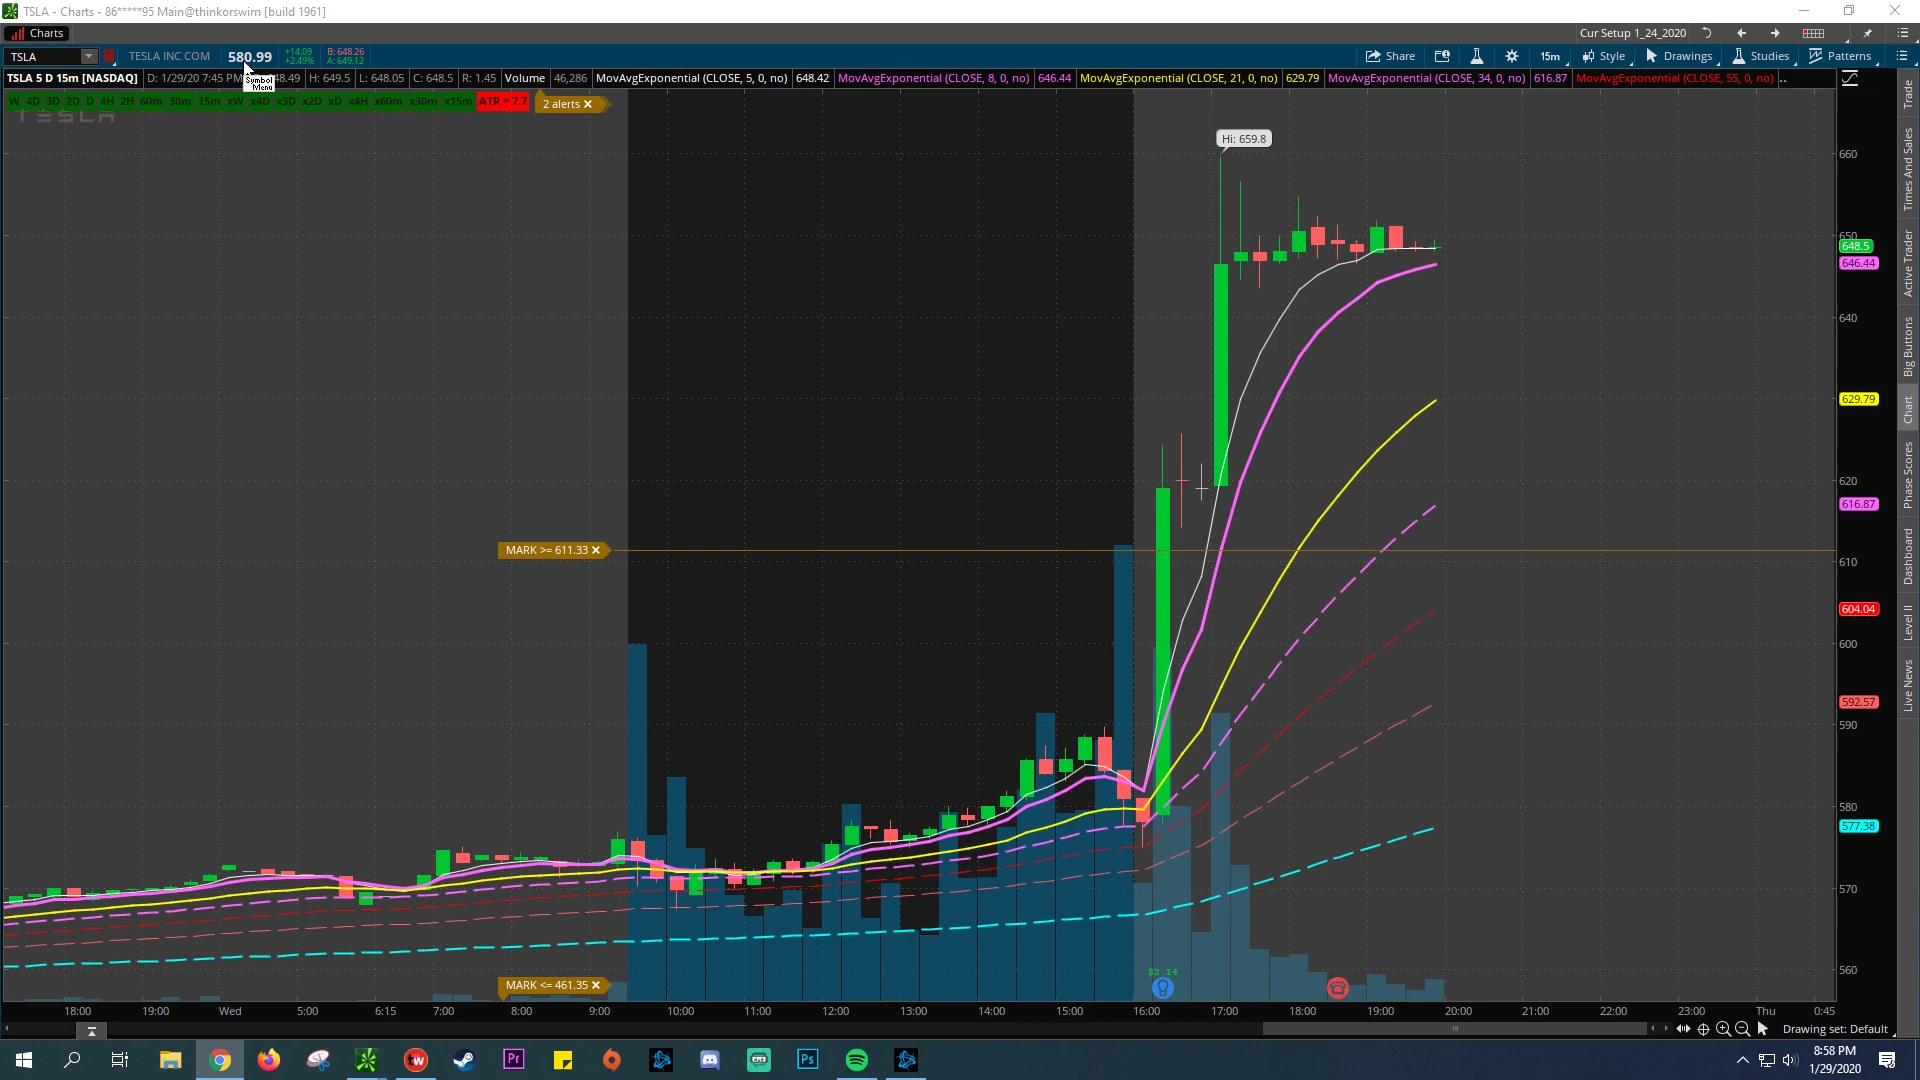 TSLA - Charts - 86*****95 Main@thinkorswim [build 1961]
Charts
Cur Setup 1_24_2020
TSLA
TESLA INC COM
580.99
+14.09
+2.49%
B: 648.26
A: 649.12
Share
15m
Style
Drawings
Studies
Patterns
Symbol
Menu
TSLA 5 D 15m [NASDAQ]
D: 1/29/20 7:45 PM
48.49
H: 649.5
L: 648.05
C: 648.5
R: 1.45
Volume
46,286
MovAvgExponential (CLOSE, 5, 0, no)
648.42
MovAvgExponential (CLOSE, 8, 0, no)
646.44
MovAvgExponential (CLOSE, 21, 0, no)
629.79
MovAvgExponential (CLOSE, 34, 0, no)
616.87
MovAvgExponential (CLOSE, 55, 0, no)
..
W 4D 3D 2D D 4H 2H 60m 30m 15m xW x4D x3D x2D xD x4H x60m x30m x15m
ATR = 7.7
2 alerts
TESLA
Hi: 659.8
660
650
648.5
646.44
640
629.79
620
616.87
610
604.04
600
592.57
590
580
577.38
570
560
MARK >= 611.33
MARK <= 461.35
$2.14
18:00 19:00 Wed 5:00 6:15 7:00 8:00 9:00 10:00 11:00 12:00 13:00 14:00 15:00 16:00 17:00 18:00 19:00 20:00 21:00 22:00 23:00 Thu 0:45
Drawing set: Default
Trade
Times And Sales
Active Trader
Big Buttons
Chart
Phase Scores
Dashboard
Level II
Live News
tw
Pr
Ps
8:58 PM
1/29/2020